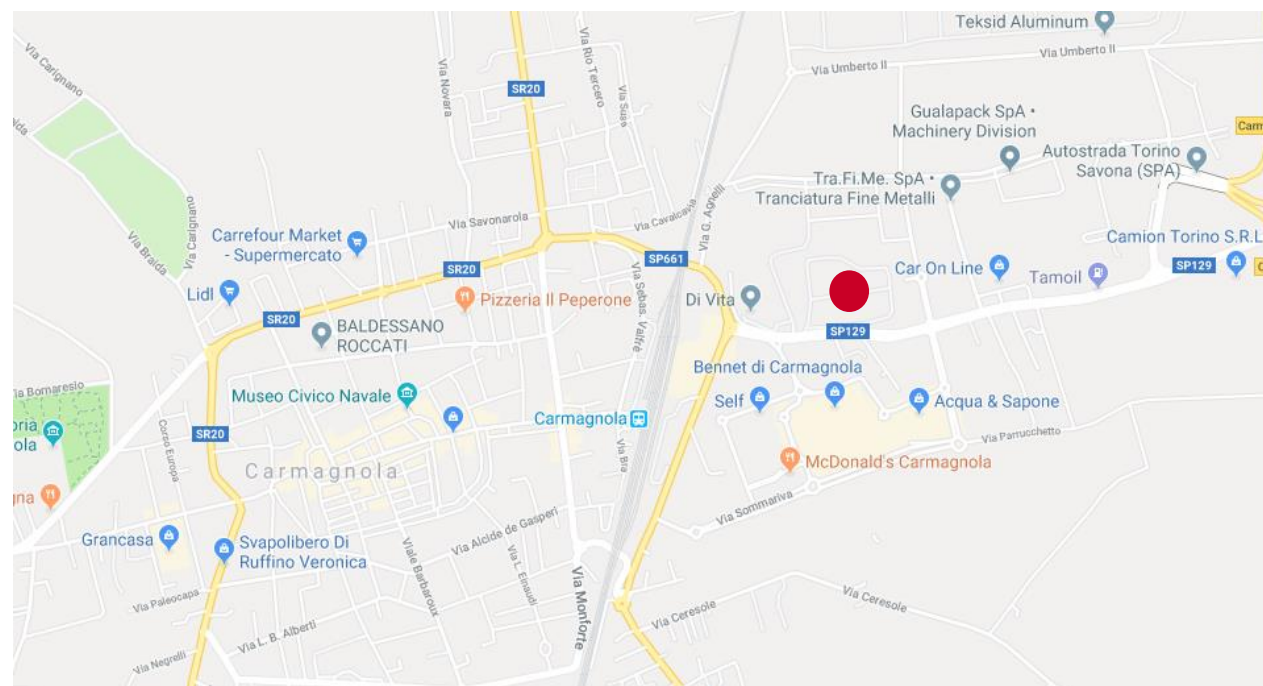 Teksid Aluminum
Via Carignano
Via Umberto II
Via Rio Tercero
Via Umberto II
Via Novara
SR20
Via Susa
Gualapack SpA •
Machinery Division
Carm
Autostrada Torino
Savona (SPA)
Tra.Fi.Me. SpA •
Tranciatura Fine Metalli
Via G. Agnelli
Via Carignano
Via Savonarola
Via Cavalcavia
Via Braida
Carrefour Market
- Supermercato
Camion Torino S.R.L
SP661
SR20
Car On Line
SP129
Tamoil
Lidl
Pizzeria Il Peperone
Di Vita
Via Sebas. Valfrè
SR20
BALDESSANO
ROCCATI
SP129
Bennet di Carmagnola
ia Bornaresio
Museo Civico Navale
Self
Acqua & Sapone
Carmagnola
oria
ola
SR20
Corso Europa
Via Parrucchetto
Via Bra
Carmagnola
McDonald's Carmagnola
gna
Via Sommariva
Grancasa
Svapolibero Di
Ruffino Veronica
Via Alcide de Gasperi
Viale Barbaroux
Via L. Einaudi
Via Monforte
Via Paleocapa
Via Ceresole
Via Ceresole
Via L. B. Alberti
Via Negrelli